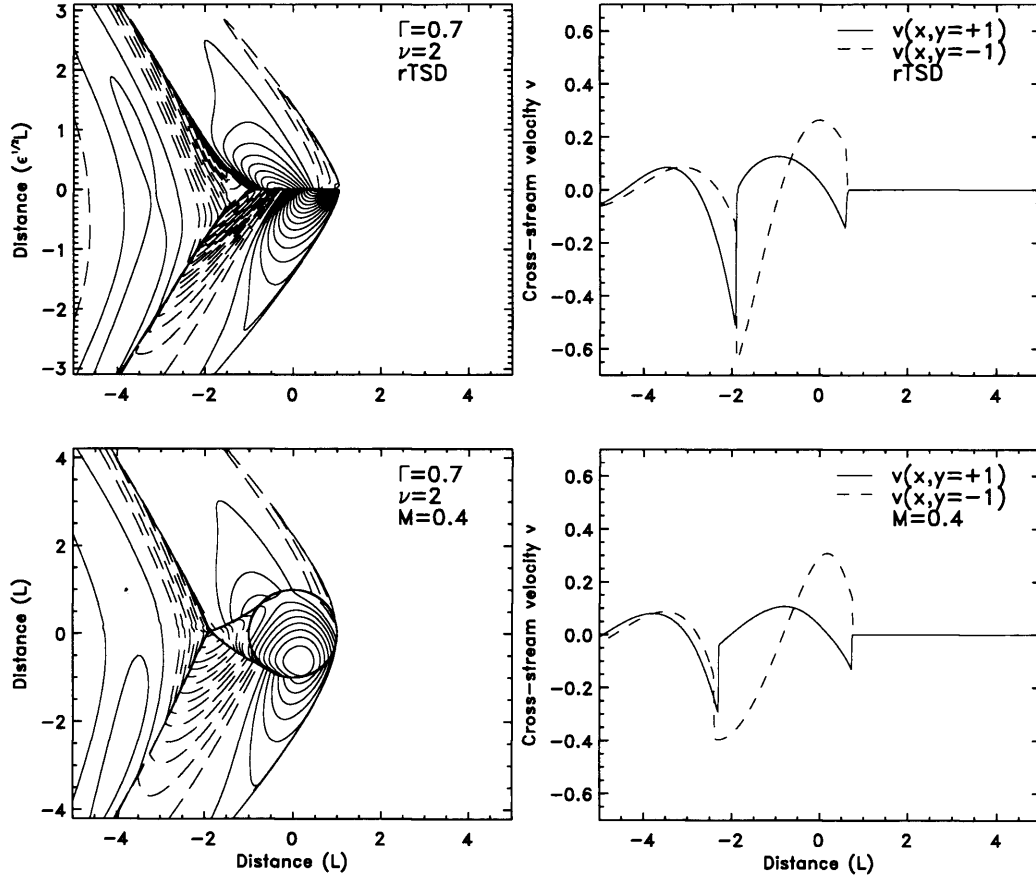 3
2
1
0
−1
−2
−3
Distance (ϵ^1/2 L)
Γ=0.7
ν=2
rTSD
−4
−2
0
2
4
0.6
0.4
0.2
0.0
−0.2
−0.4
−0.6
Cross-stream velocity v
v(x,y=+1)
v(x,y=−1)
rTSD
−4
−2
0
2
4
4
2
0
−2
−4
Distance (L)
Γ=0.7
ν=2
M=0.4
−4
−2
0
2
4
Distance (L)
0.6
0.4
0.2
0.0
−0.2
−0.4
−0.6
Cross-stream velocity v
v(x,y=+1)
v(x,y=−1)
M=0.4
−4
−2
0
2
4
Distance (L)